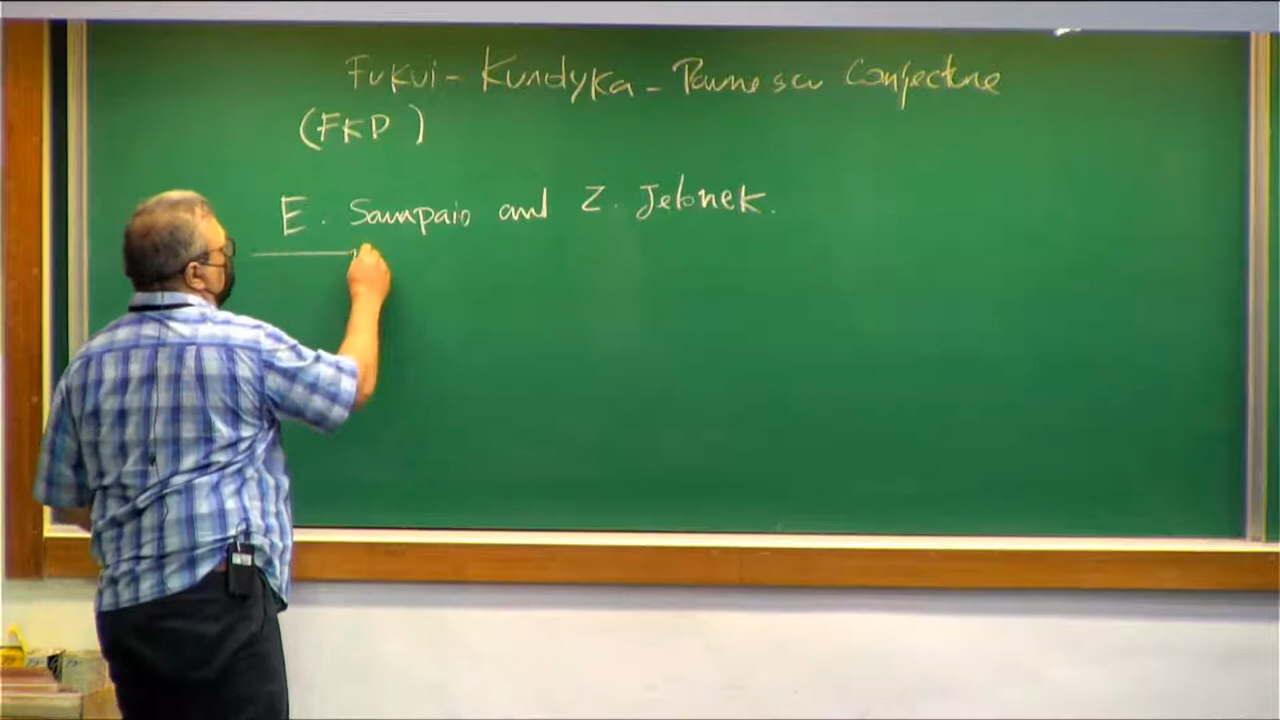 Fukui - Kurdyka - Paunescu Conjecture
(FKP)
E. Sampaio and Z. Jelonek.